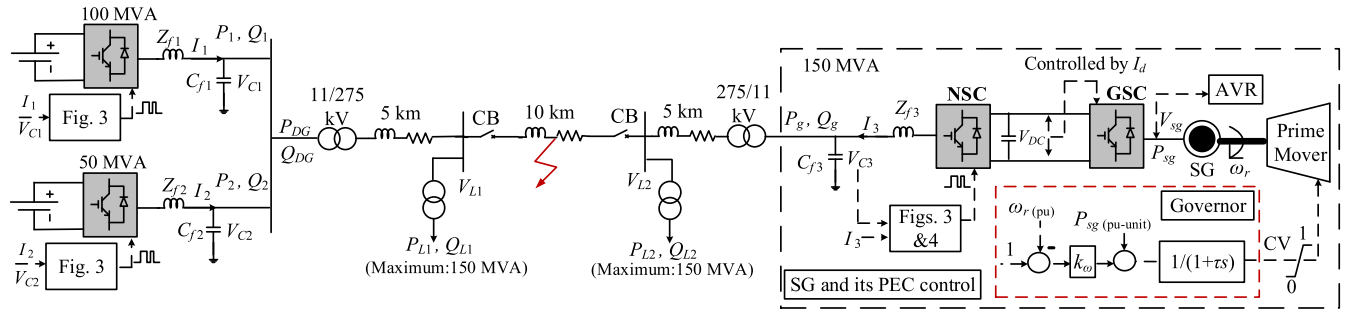 100 MVA
Z_f1 I_1 P_1, Q_1
+
-
C_f1 V_C1
I_1
V_C1
Fig. 3
50 MVA
Z_f2 I_2 P_2, Q_2
+
-
C_f2 V_C2
I_2
V_C2
Fig. 3
P_DG
Q_DG
11/275
kV
5 km
CB
10 km
CB
5 km
275/11
kV
V_L1
P_L1, Q_L1
(Maximum:150 MVA)
V_L2
P_L2, Q_L2
(Maximum:150 MVA)
150 MVA
P_g, Q_g
I_3
Z_f3
C_f3
V_C3
I_3
Figs. 3
&4
NSC
V_DC
Controlled by I_d
GSC
V_sg
P_sg
AVR
SG
ω_r
Prime
Mover
Governor
ω_r (pu)
P_sg (pu-unit)
1
-
k_ω
1/(1+τs)
CV
1
0
SG and its PEC control